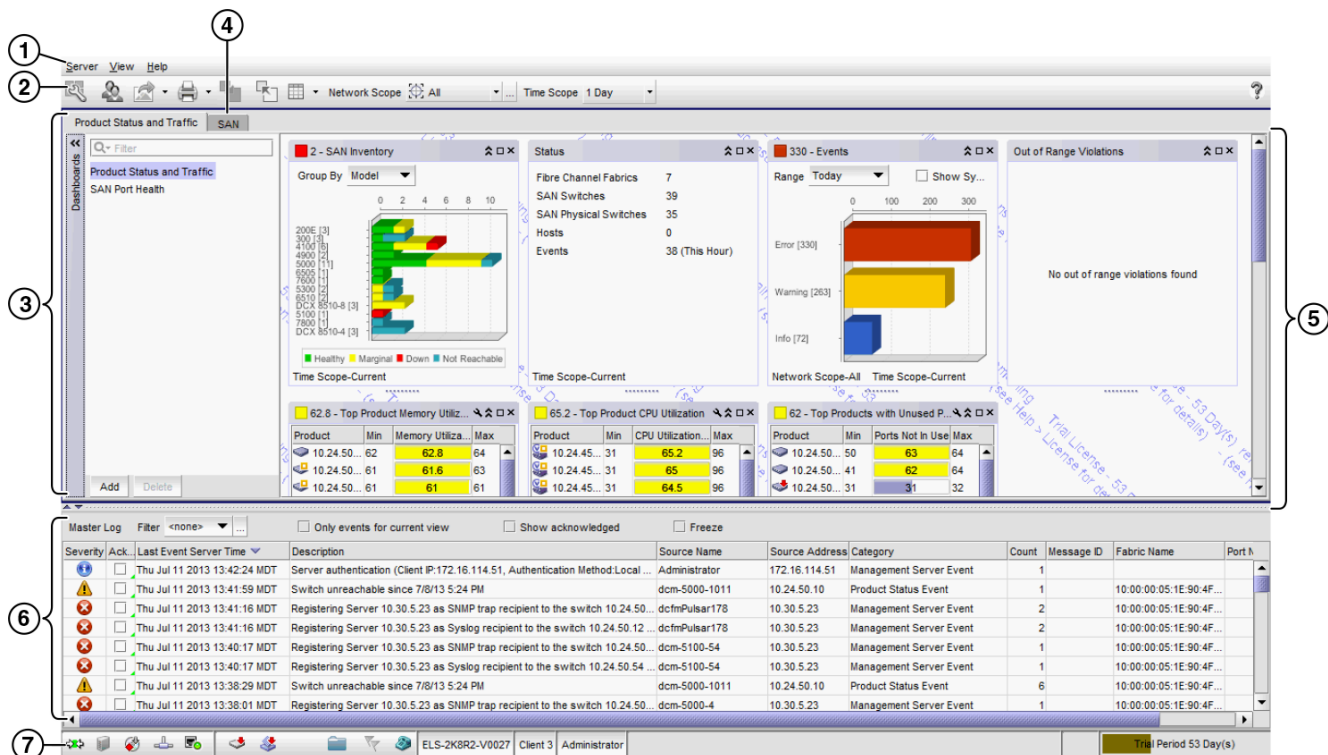 4
1
Server View Help
2
Network Scope All ... Time Scope 1 Day ?
3
Product Status and Traffic SAN
Dashboards
Filter
Product Status and Traffic
SAN Port Health
Add Delete
2 - SAN Inventory
Group By Model
0 2 4 6 8 10
200E [3]
300 [3]
4100 [6]
4900 [2]
5000 [11]
6505 [1]
7600 [1]
5300 [2]
6510 [2]
DCX 8510-8 [3]
5100 [1]
7800 [1]
DCX 8510-4 [3]
Healthy Marginal Down Not Reachable
Time Scope-Current
Status
Fibre Channel Fabrics 7
SAN Switches 39
SAN Physical Switches 35
Hosts 0
Events 38 (This Hour)
Time Scope-Current
330 - Events
Range Today Show Sy...
0 100 200 300
Error [330]
Warning [263]
Info [72]
Network Scope-All Time Scope-Current
Out of Range Violations
No out of range violations found
5
Trial License - 53 Day(s)
(see Help > License for details)
62.8 - Top Product Memory Utiliz...
Product Min Memory Utiliza... Max
10.24.50... 62 62.8 64
10.24.50... 61 61.6 63
10.24.50... 61 61 61
65.2 - Top Product CPU Utilization
Product Min CPU Utilization... Max
10.24.45... 31 65.2 96
10.24.45... 31 65 96
10.24.45... 31 64.5 96
62 - Top Products with Unused P...
Product Min Ports Not In Use Max
10.24.50... 50 63 64
10.24.50... 41 62 64
10.24.50... 31 31 32
6
Master Log Filter <none> ... Only events for current view Show acknowledged Freeze
Severity Ack... Last Event Server Time Description Source Name Source Address Category Count Message ID Fabric Name Port N
Thu Jul 11 2013 13:42:24 MDT Server authentication (Client IP:172.16.114.51, Authentication Method:Local ... Administrator 172.16.114.51 Management Server Event 1
Thu Jul 11 2013 13:41:59 MDT Switch unreachable since 7/8/13 5:24 PM dcm-5000-1011 10.24.50.10 Product Status Event 1 10:00:00:05:1E:90:4F...
Thu Jul 11 2013 13:41:16 MDT Registering Server 10.30.5.23 as SNMP trap recipient to the switch 10.24.50... dcfmPulsar178 10.30.5.23 Management Server Event 2 10:00:00:05:1E:90:4F...
Thu Jul 11 2013 13:41:16 MDT Registering Server 10.30.5.23 as Syslog recipient to the switch 10.24.50.12 ... dcfmPulsar178 10.30.5.23 Management Server Event 2 10:00:00:05:1E:90:4F...
Thu Jul 11 2013 13:40:17 MDT Registering Server 10.30.5.23 as SNMP trap recipient to the switch 10.24.50... dcm-5100-54 10.30.5.23 Management Server Event 1 10:00:00:05:1E:90:4F...
Thu Jul 11 2013 13:40:17 MDT Registering Server 10.30.5.23 as Syslog recipient to the switch 10.24.50.54 ... dcm-5100-54 10.30.5.23 Management Server Event 1 10:00:00:05:1E:90:4F...
Thu Jul 11 2013 13:38:29 MDT Switch unreachable since 7/8/13 5:24 PM dcm-5000-1011 10.24.50.10 Product Status Event 6 10:00:00:05:1E:90:4F...
Thu Jul 11 2013 13:38:01 MDT Registering Server 10.30.5.23 as SNMP trap recipient to the switch 10.24.50... dcm-5000-4 10.30.5.23 Management Server Event 1 10:00:00:05:1E:90:4F...
7
ELS-2K8R2-V0027 Client 3 Administrator Trial Period 53 Day(s)